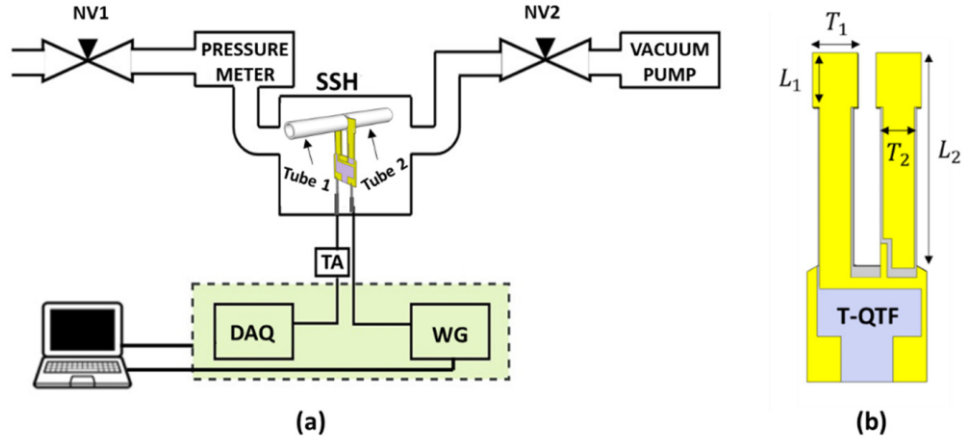 NV1
NV2
PRESSURE
METER
VACUUM
PUMP
SSH
Tube 1
Tube 2
TA
DAQ
WG
(a)
T₁
L₁
T₂
L₂
T-QTF
(b)